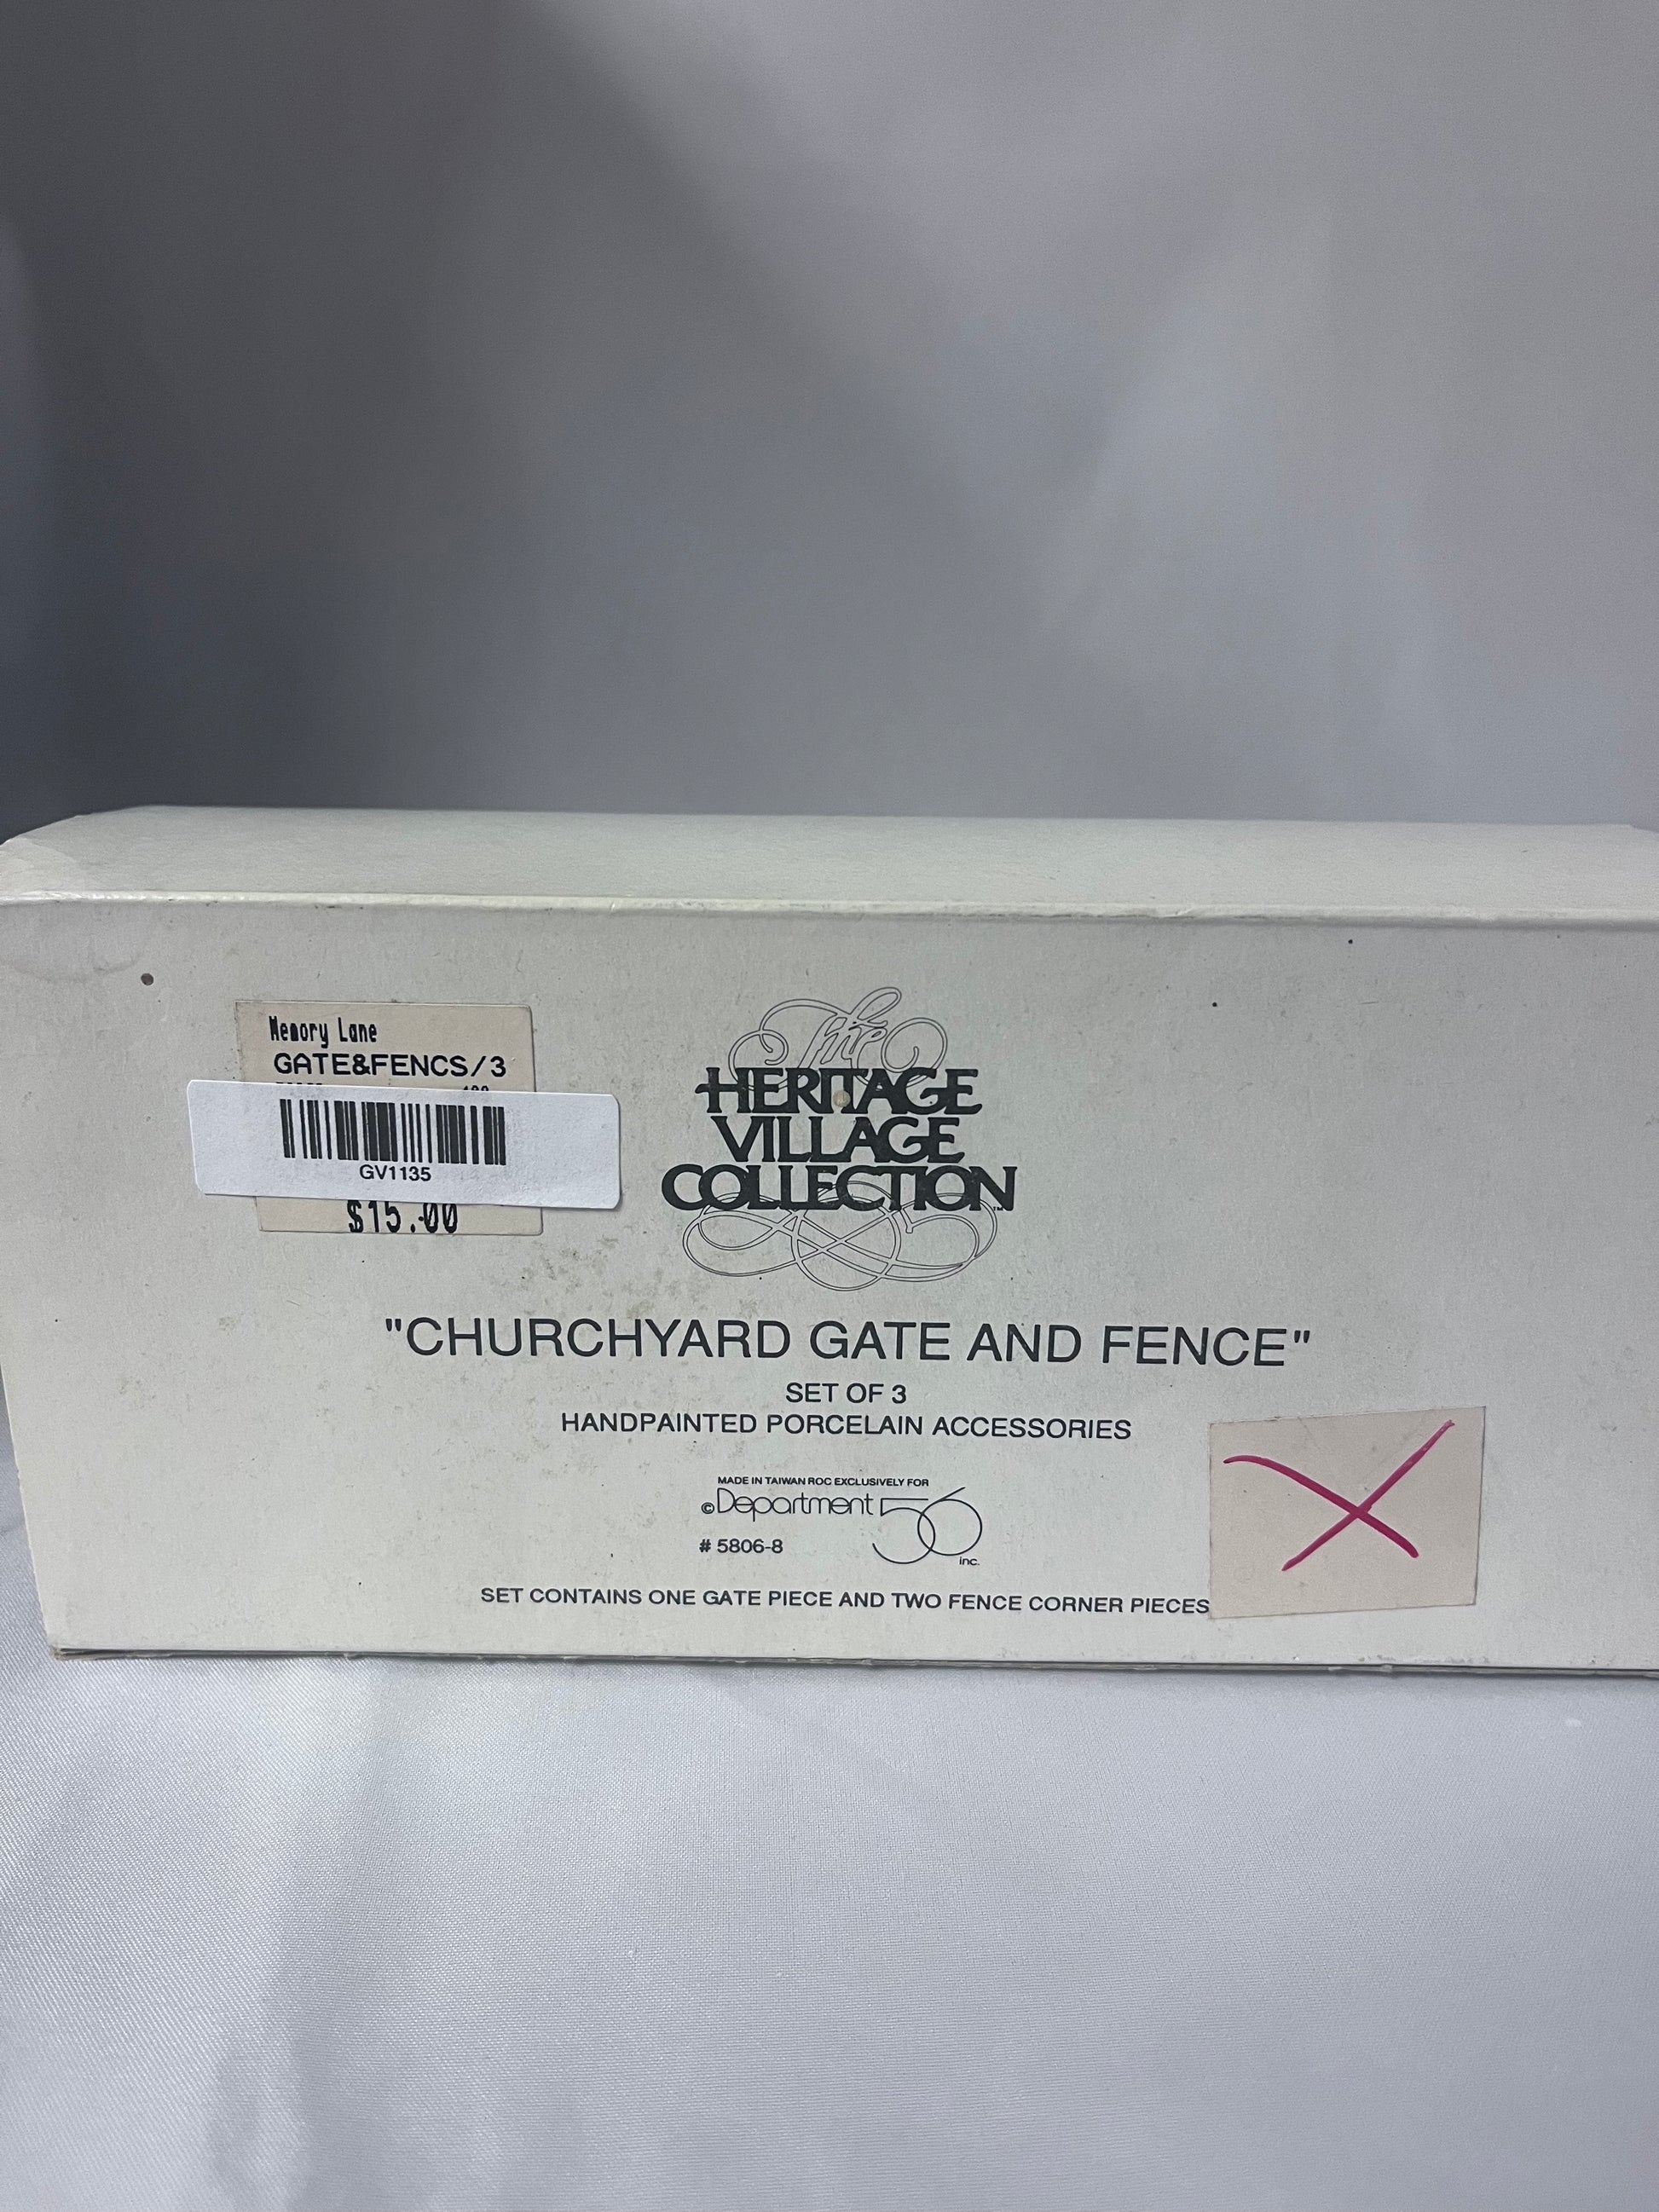 Memory Lane
GATE&FENCS/3
GV1135
$15.00
The
HERITAGE
VILLAGE
COLLECTION™
"CHURCHYARD GATE AND FENCE"
SET OF 3
HANDPAINTED PORCELAIN ACCESSORIES
MADE IN TAIWAN ROC EXCLUSIVELY FOR
©Department 56
# 5806-8
inc.
SET CONTAINS ONE GATE PIECE AND TWO FENCE CORNER PIECES